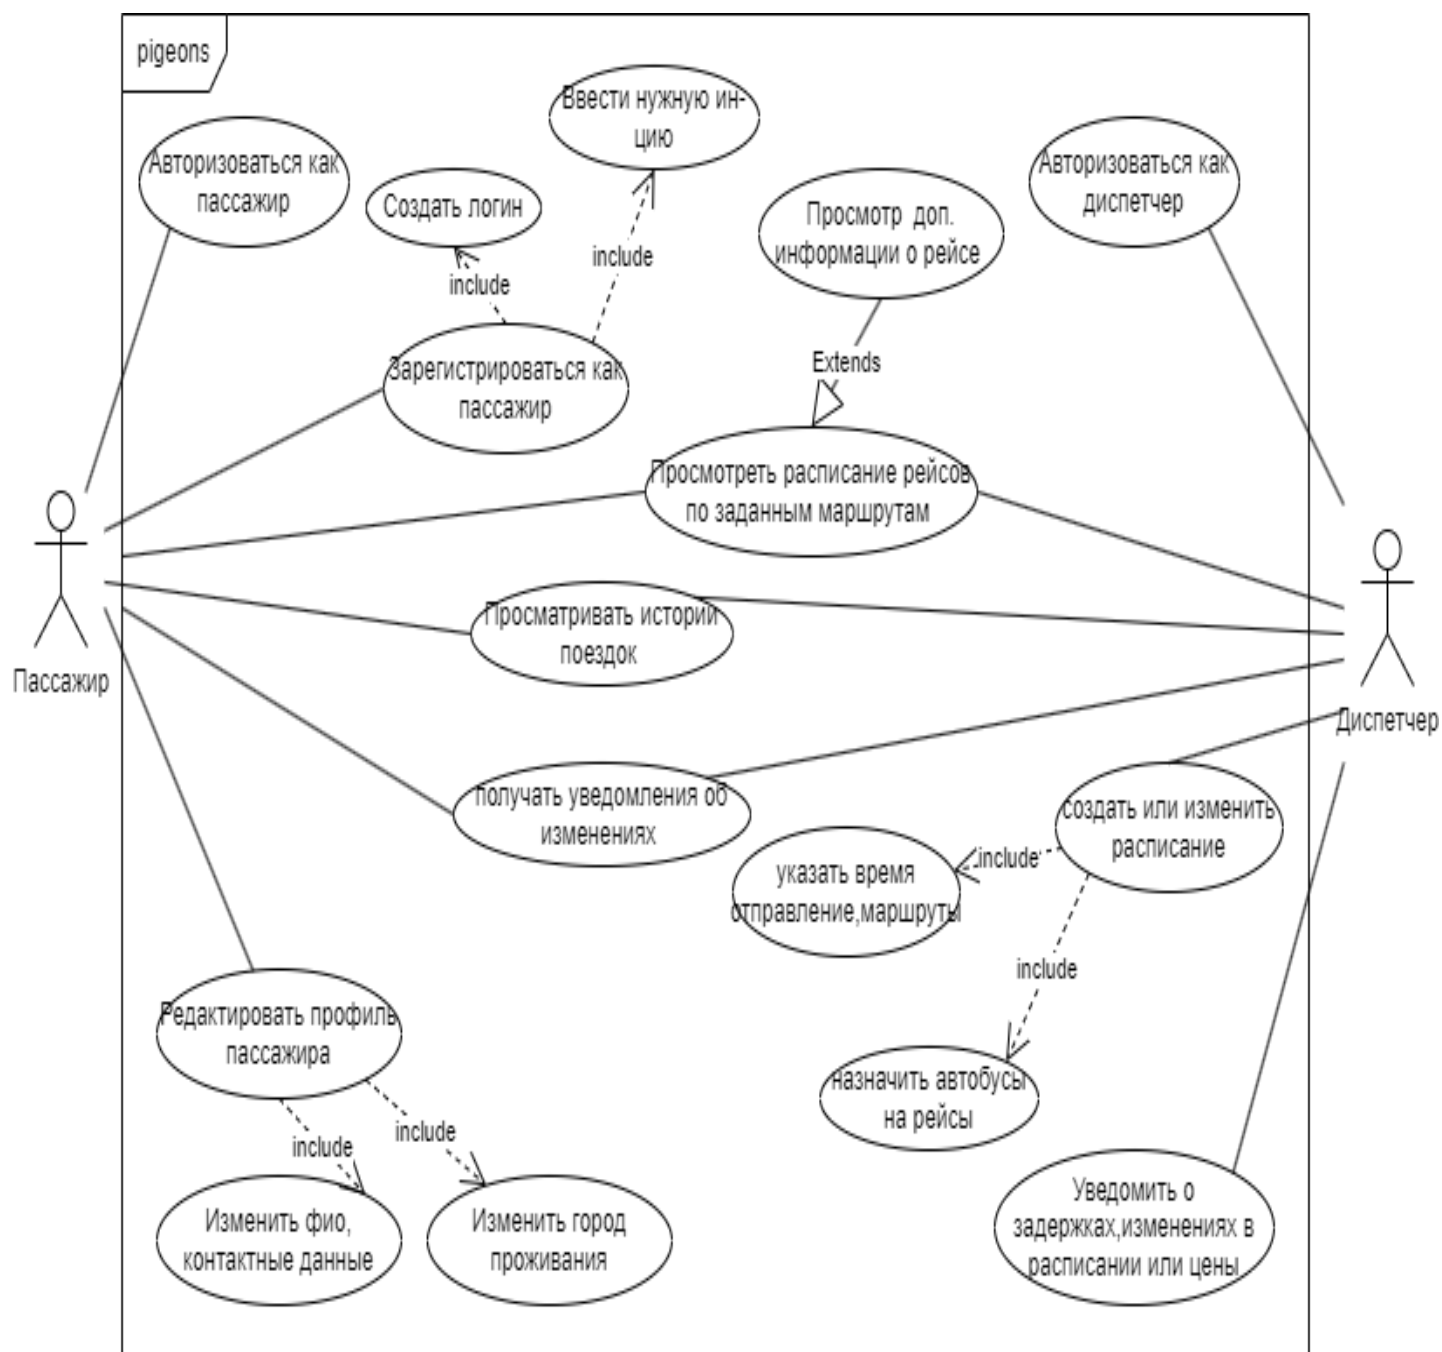 pigeons
Ввести нужную ин-
цию
Авторизоваться как
пассажир
Создать логин
Просмотр доп.
информации о рейсе
Авторизоваться как
диспетчер
include
include
Зарегистрироваться как
пассажир
Extends
Просмотреть расписание рейсов
по заданным маршрутам
Просматривать историй
поездок
Пассажир
Диспетчер
получать уведомления об
изменениях
создать или изменить
расписание
include
указать время
отправление,маршруты
include
Редактировать профиль
пассажира
назначить автобусы
на рейсы
include
include
Изменить фио,
контактные данные
Изменить город
проживания
Уведомить о
задержках,изменениях в
расписании или цены